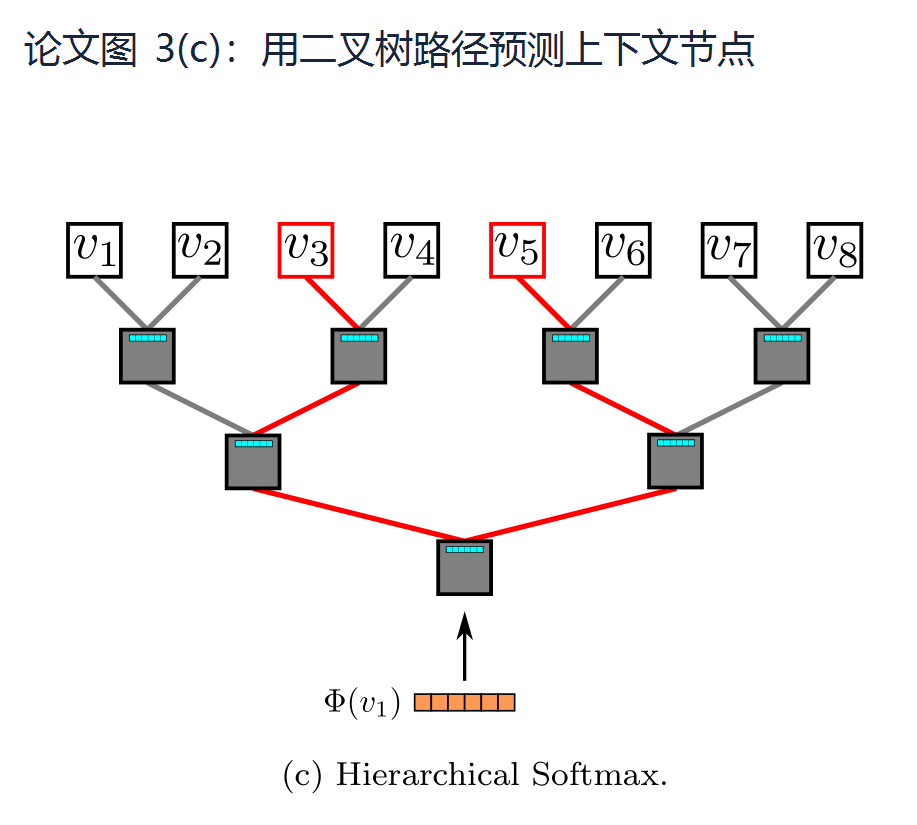 论文图 3(c)：用二叉树路径预测上下文节点
v₁ v₂ v₃ v₄ v₅ v₆ v₇ v₈
Φ(v₁)
(c) Hierarchical Softmax.